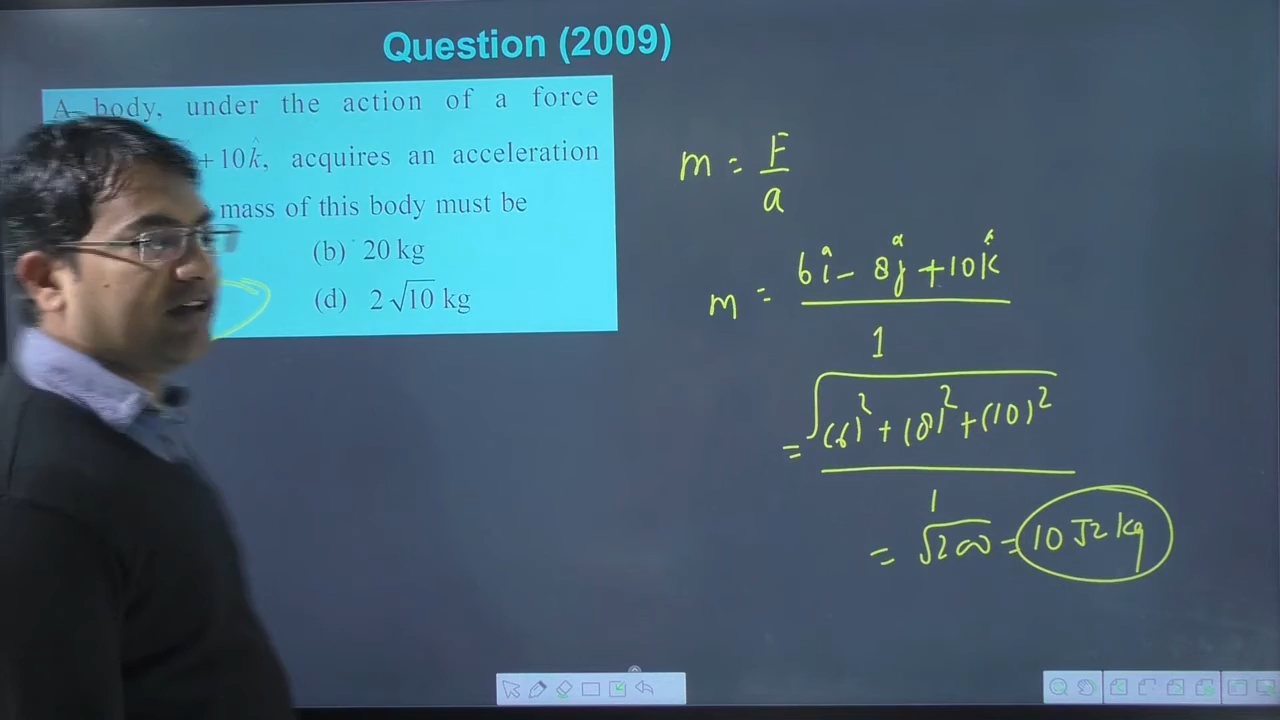 Question (2009)
A body, under the action of a force
+10k̂, acquires an acceleration
mass of this body must be
(b) 20 kg
(d) 2√10 kg
m = F/a
m = 6î - 8ĵ + 10k̂ / 1
= √(6)² + (8)² + (10)² / 1
= √200 = 10√2 kg